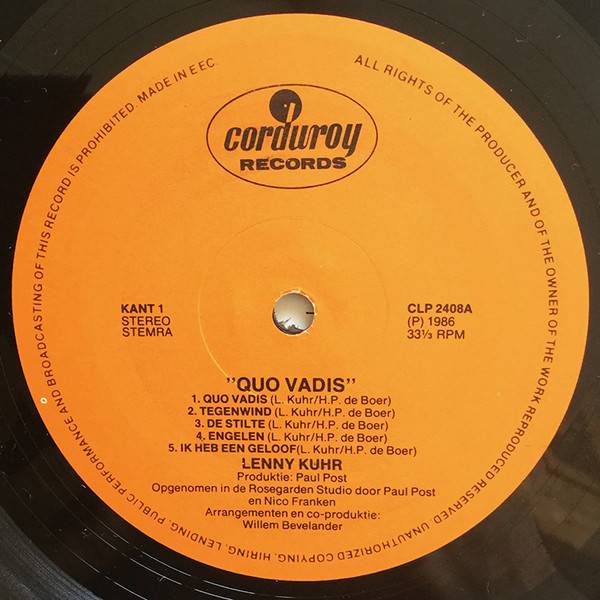 UNAUTHORIZED COPYING, HIRING, LENDING, PUBLIC PERFORMANCE AND BROADCASTING OF THIS RECORD IS PROHIBITED. MADE IN EEC
ALL RIGHTS OF THE PRODUCER AND OF THE OWNER OF THE WORK REPRODUCED RESERVED
corduroy
RECORDS
KANT 1
STEREO
STEMRA
CLP 2408A
(P) 1986
33⅓ RPM
"QUO VADIS"
1. QUO VADIS (L. Kuhr/H.P. de Boer)
2. TEGENWIND (L. Kuhr/H.P. de Boer)
3. DE STILTE (L. Kuhr/H.P. de Boer)
4. ENGELEN (L. Kuhr/H.P. de Boer)
5. IK HEB EEN GELOOF (L. Kuhr/H.P. de Boer)
LENNY KUHR
Produktie: Paul Post
Opgenomen in de Rosegarden Studio door Paul Post
en Nico Franken
Arrangementen en co-produktie:
Willem Bevelander